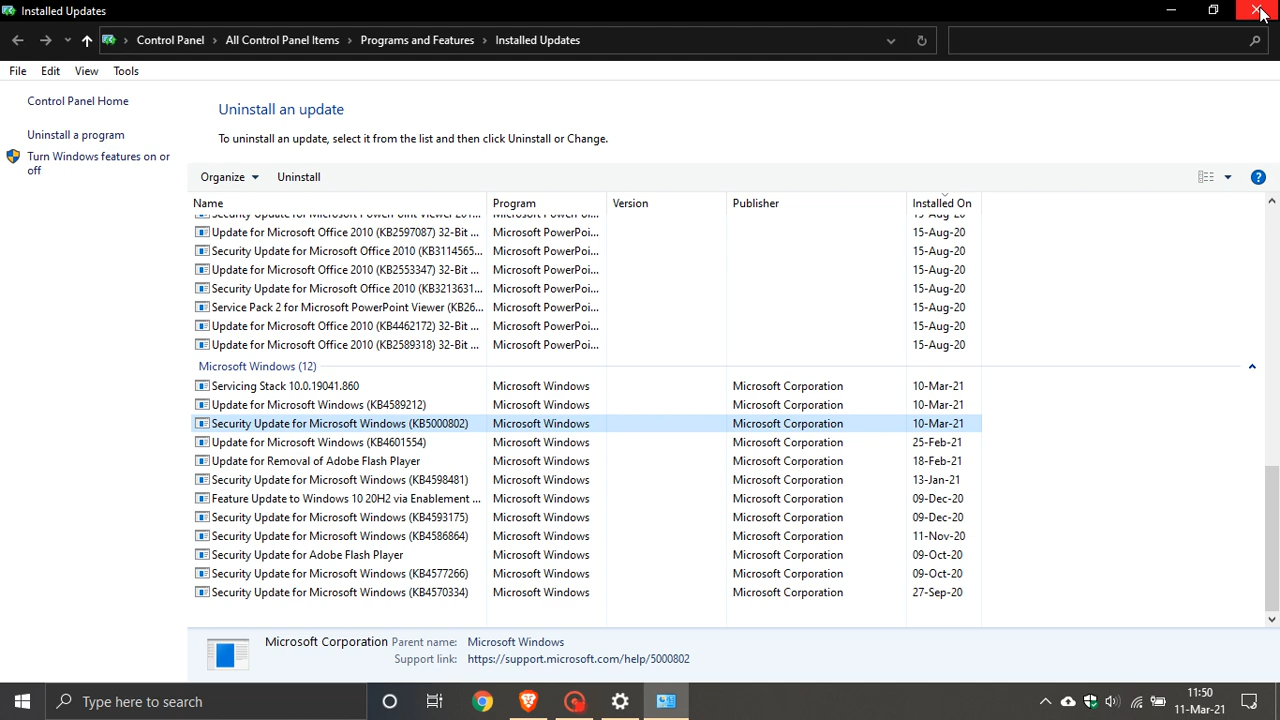 Installed Updates
Control Panel > All Control Panel Items > Programs and Features > Installed Updates
File Edit View Tools
Control Panel Home
Uninstall a program
Turn Windows features on or
off
Uninstall an update
To uninstall an update, select it from the list and then click Uninstall or Change.
Organize Uninstall
Name Program Version Publisher Installed On
Security Update for Microsoft PowerPoint Viewer 201... Microsoft PowerPoi... 15-Aug-20
Update for Microsoft Office 2010 (KB2597087) 32-Bit ... Microsoft PowerPoi... 15-Aug-20
Security Update for Microsoft Office 2010 (KB3114565... Microsoft PowerPoi... 15-Aug-20
Update for Microsoft Office 2010 (KB2553347) 32-Bit ... Microsoft PowerPoi... 15-Aug-20
Security Update for Microsoft Office 2010 (KB3213631... Microsoft PowerPoi... 15-Aug-20
Service Pack 2 for Microsoft PowerPoint Viewer (KB26... Microsoft PowerPoi... 15-Aug-20
Update for Microsoft Office 2010 (KB4462172) 32-Bit ... Microsoft PowerPoi... 15-Aug-20
Update for Microsoft Office 2010 (KB2589318) 32-Bit ... Microsoft PowerPoi... 15-Aug-20
Microsoft Windows (12)
Servicing Stack 10.0.19041.860 Microsoft Windows Microsoft Corporation 10-Mar-21
Update for Microsoft Windows (KB4589212) Microsoft Windows Microsoft Corporation 10-Mar-21
Security Update for Microsoft Windows (KB5000802) Microsoft Windows Microsoft Corporation 10-Mar-21
Update for Microsoft Windows (KB4601554) Microsoft Windows Microsoft Corporation 25-Feb-21
Update for Removal of Adobe Flash Player Microsoft Windows Microsoft Corporation 18-Feb-21
Security Update for Microsoft Windows (KB4598481) Microsoft Windows Microsoft Corporation 13-Jan-21
Feature Update to Windows 10 20H2 via Enablement ... Microsoft Windows Microsoft Corporation 09-Dec-20
Security Update for Microsoft Windows (KB4593175) Microsoft Windows Microsoft Corporation 09-Dec-20
Security Update for Microsoft Windows (KB4586864) Microsoft Windows Microsoft Corporation 11-Nov-20
Security Update for Adobe Flash Player Microsoft Windows Microsoft Corporation 09-Oct-20
Security Update for Microsoft Windows (KB4577266) Microsoft Windows Microsoft Corporation 09-Oct-20
Security Update for Microsoft Windows (KB4570334) Microsoft Windows Microsoft Corporation 27-Sep-20
Microsoft Corporation Parent name: Microsoft Windows
Support link: https://support.microsoft.com/help/5000802
Type here to search
11:50
11-Mar-21